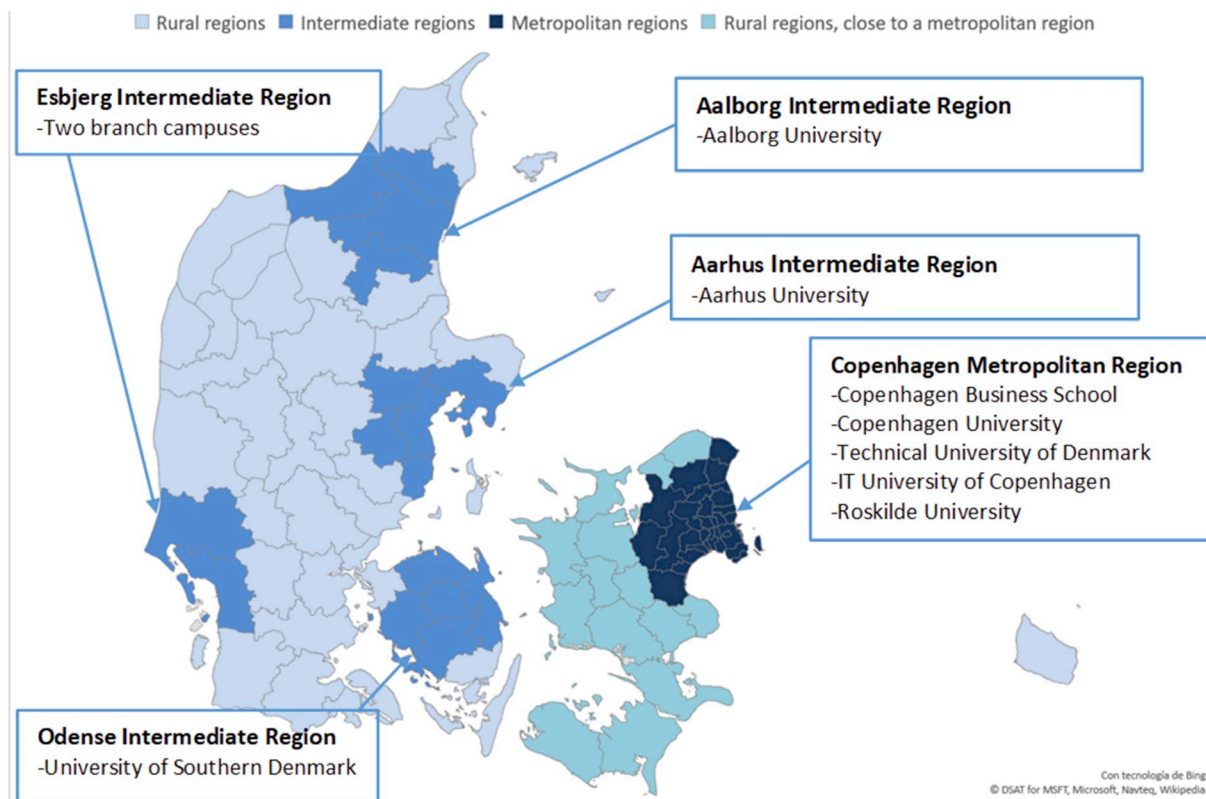 Rural regions Intermediate regions Metropolitan regions Rural regions, close to a metropolitan region
Esbjerg Intermediate Region
-Two branch campuses
Aalborg Intermediate Region
-Aalborg University
Aarhus Intermediate Region
-Aarhus University
Copenhagen Metropolitan Region
-Copenhagen Business School
-Copenhagen University
-Technical University of Denmark
-IT University of Copenhagen
-Roskilde University
Odense Intermediate Region
-University of Southern Denmark
Con tecnología de Bing
© DSAT for MSFT, Microsoft, Navteq, Wikipedia